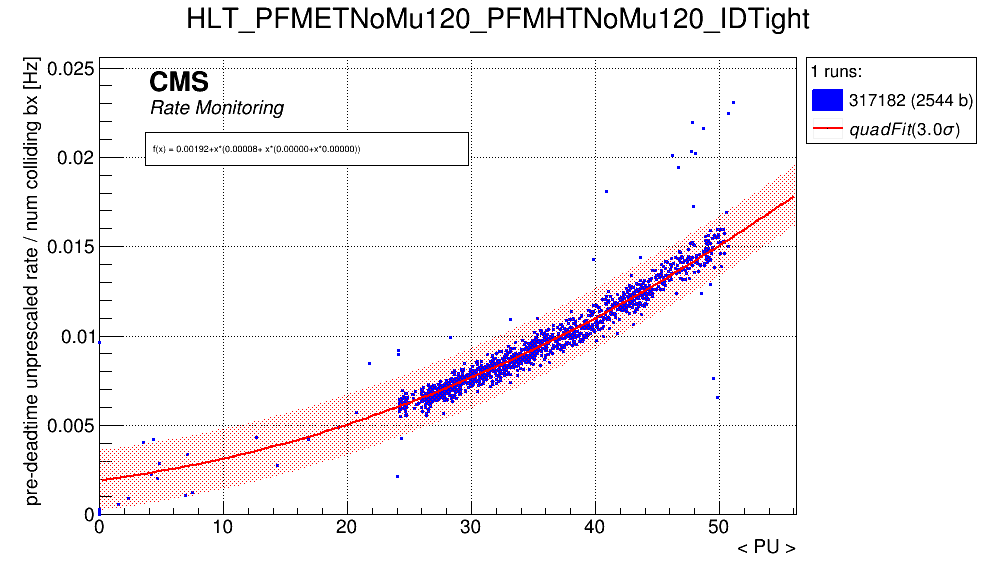 HLT_PFMETNoMu120_PFMHTNoMu120_IDTight
pre-deadtime unprescaled rate / num colliding bx [Hz]
0.025
0.02
0.015
0.01
0.005
0
CMS
Rate Monitoring
f(x) = 0.00192+x*(0.00008+ x*(0.00000+x*0.00000))
1 runs:
317182 (2544 b)
quadFit(3.0σ)
0 10 20 30 40 50
< PU >